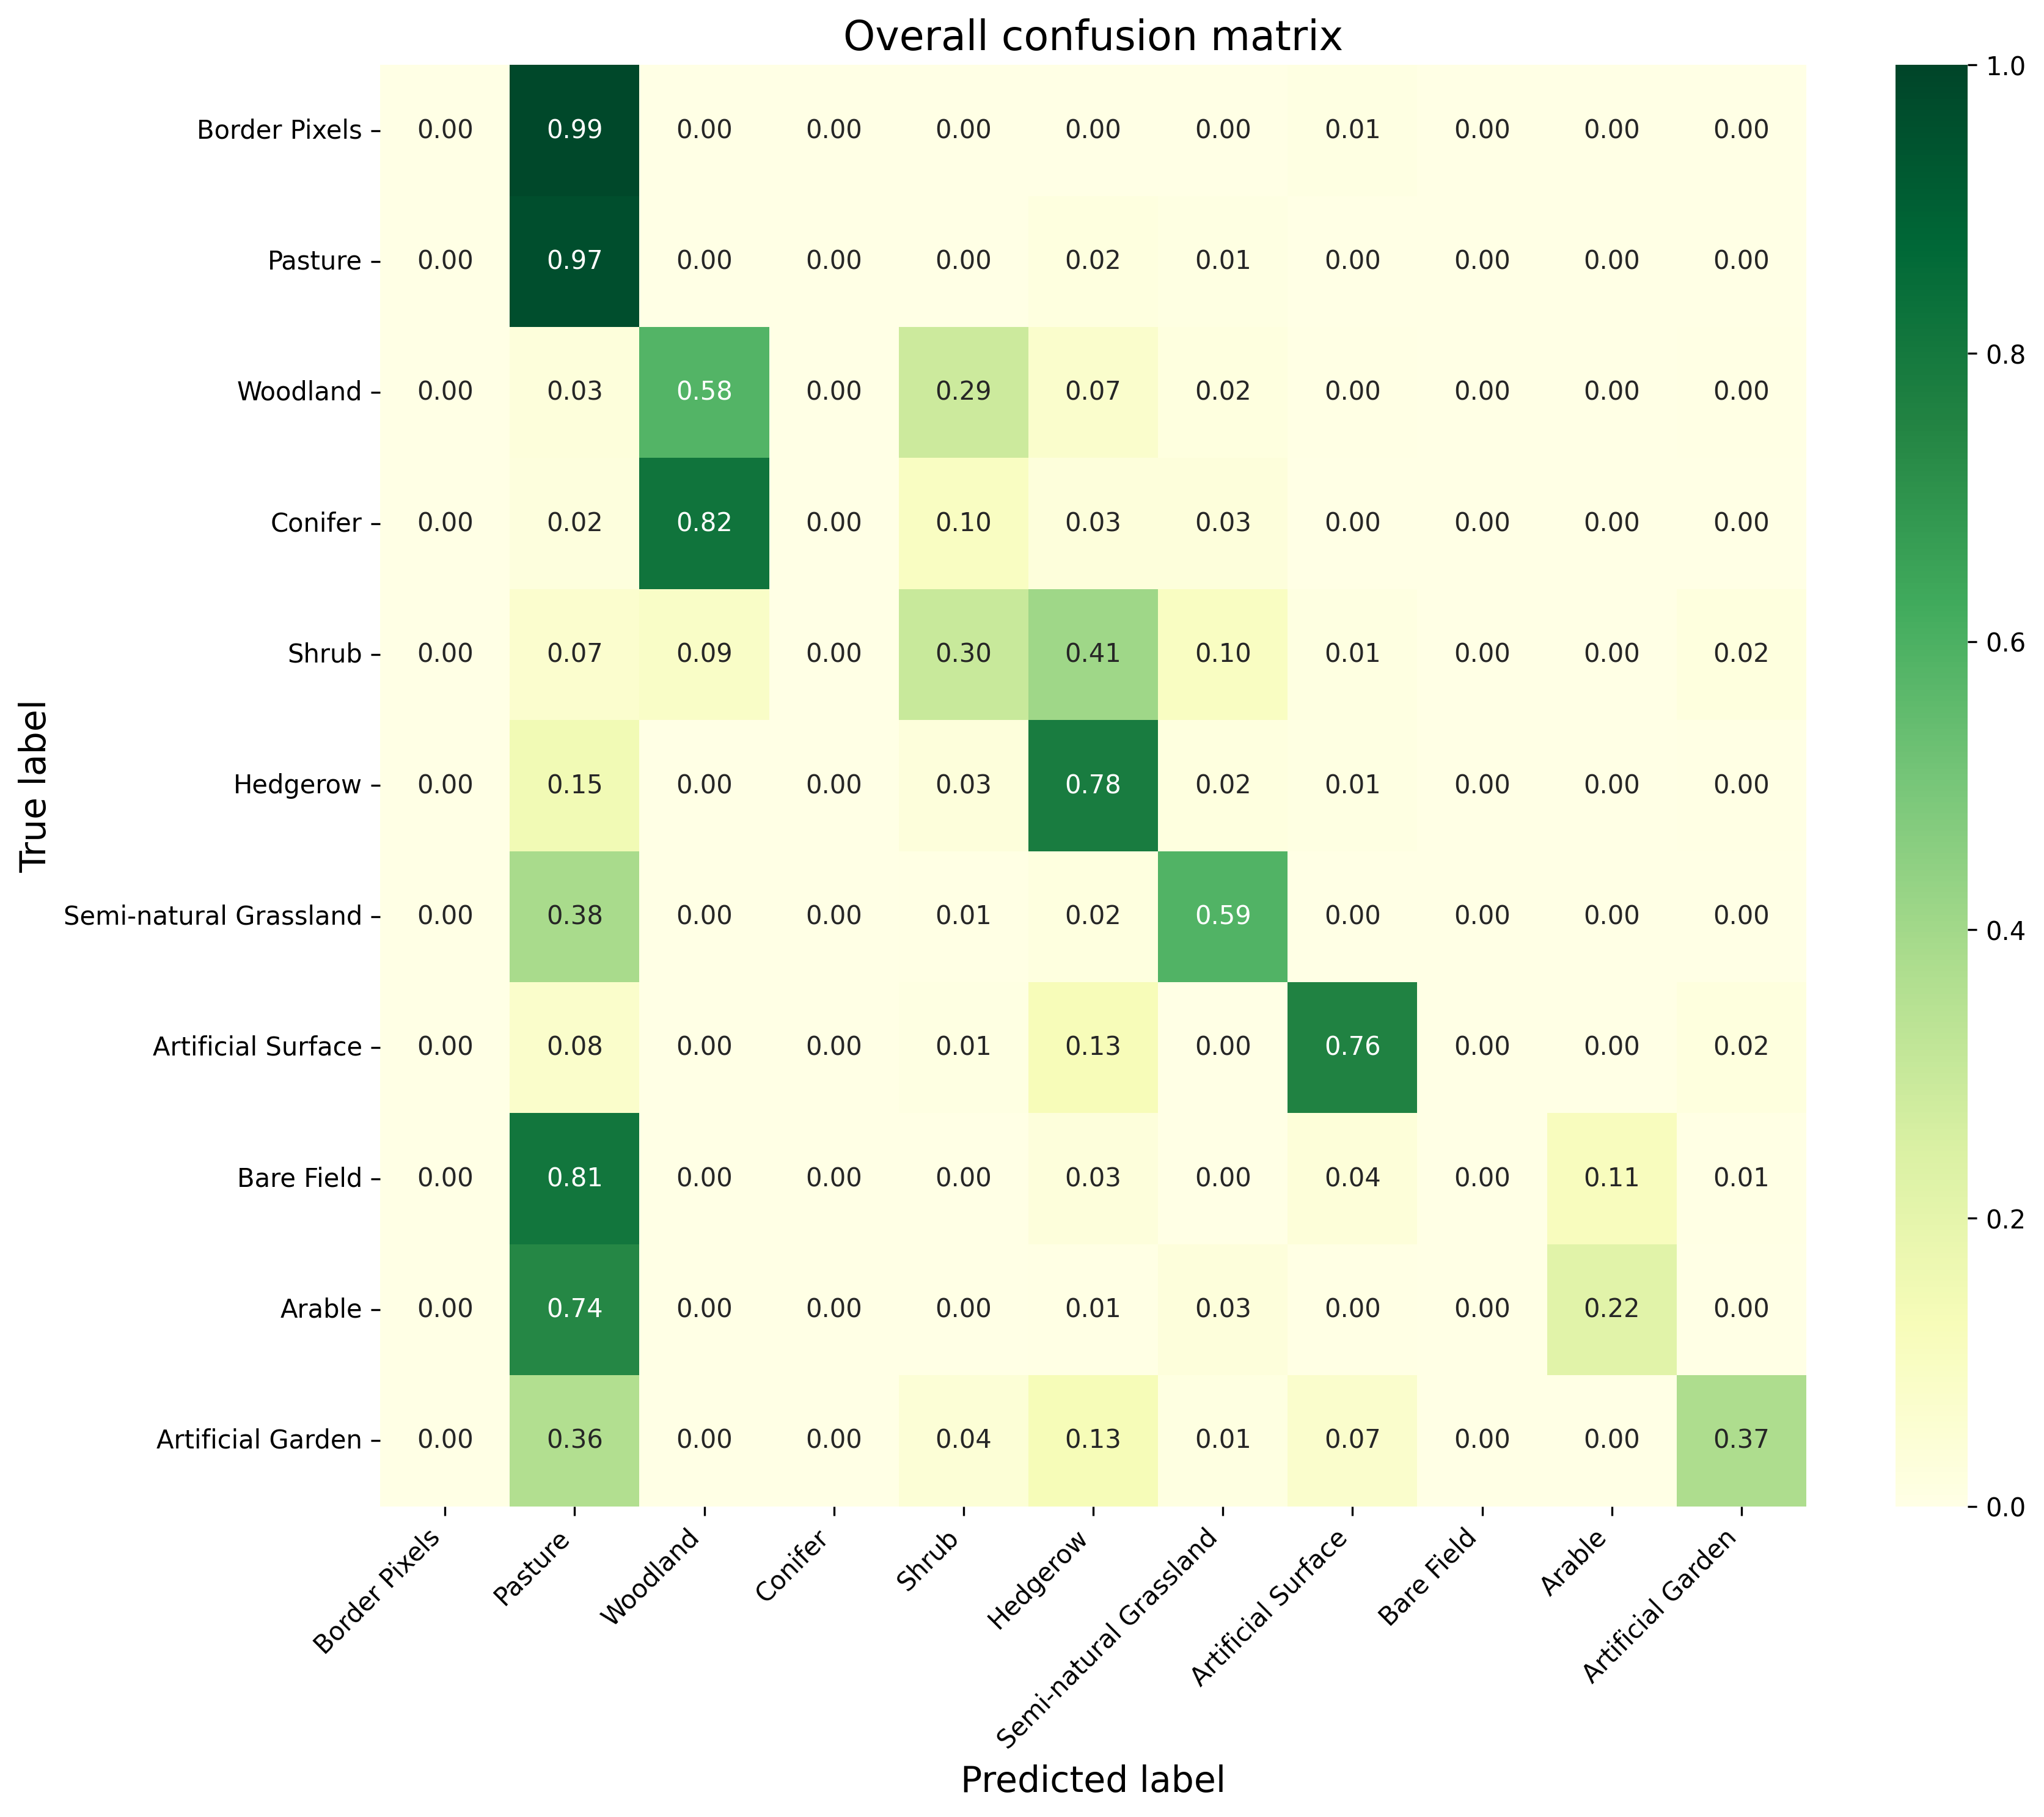 Overall confusion matrix
True label
Border Pixels 0.00 0.99 0.00 0.00 0.00 0.00 0.00 0.01 0.00 0.00 0.00
Pasture 0.00 0.97 0.00 0.00 0.00 0.02 0.01 0.00 0.00 0.00 0.00
Woodland 0.00 0.03 0.58 0.00 0.29 0.07 0.02 0.00 0.00 0.00 0.00
Conifer 0.00 0.02 0.82 0.00 0.10 0.03 0.03 0.00 0.00 0.00 0.00
Shrub 0.00 0.07 0.09 0.00 0.30 0.41 0.10 0.01 0.00 0.00 0.02
Hedgerow 0.00 0.15 0.00 0.00 0.03 0.78 0.02 0.01 0.00 0.00 0.00
Semi-natural Grassland 0.00 0.38 0.00 0.00 0.01 0.02 0.59 0.00 0.00 0.00 0.00
Artificial Surface 0.00 0.08 0.00 0.00 0.01 0.13 0.00 0.76 0.00 0.00 0.02
Bare Field 0.00 0.81 0.00 0.00 0.00 0.03 0.00 0.04 0.00 0.11 0.01
Arable 0.00 0.74 0.00 0.00 0.00 0.01 0.03 0.00 0.00 0.22 0.00
Artificial Garden 0.00 0.36 0.00 0.00 0.04 0.13 0.01 0.07 0.00 0.00 0.37
Border Pixels
Pasture
Woodland
Conifer
Shrub
Hedgerow
Semi-natural Grassland
Artificial Surface
Bare Field
Arable
Artificial Garden
Predicted label
1.0
0.8
0.6
0.4
0.2
0.0